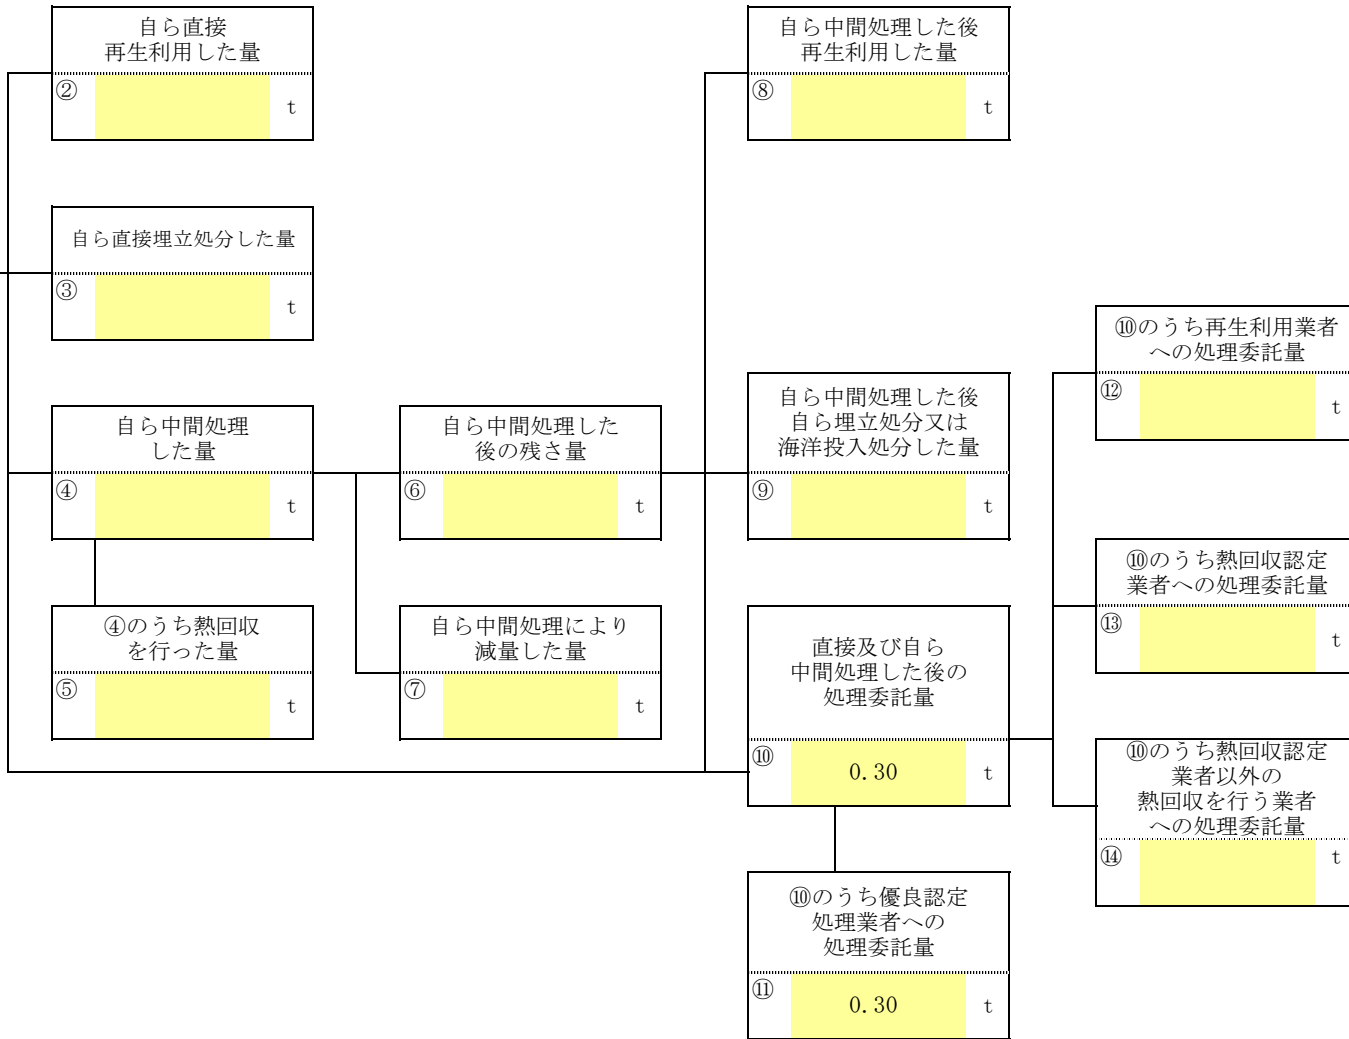 自ら直接
再生利用した量
②
t
自ら直接埋立処分した量
③
t
自ら中間処理
した量
④
t
④のうち熱回収
を行った量
⑤
t
自ら中間処理した
後の残さ量
⑥
t
自ら中間処理により
減量した量
⑦
t
自ら中間処理した後
再生利用した量
⑧
t
自ら中間処理した後
自ら埋立処分又は
海洋投入処分した量
⑨
t
直接及び自ら
中間処理した後の
処理委託量
⑩ 0.30 t
⑩のうち優良認定
処理業者への
処理委託量
⑪ 0.30 t
⑩のうち再生利用業者
への処理委託量
⑫
t
⑩のうち熱回収認定
業者への処理委託量
⑬
t
⑩のうち熱回収認定
業者以外の
熱回収を行う業者
への処理委託量
⑭
t